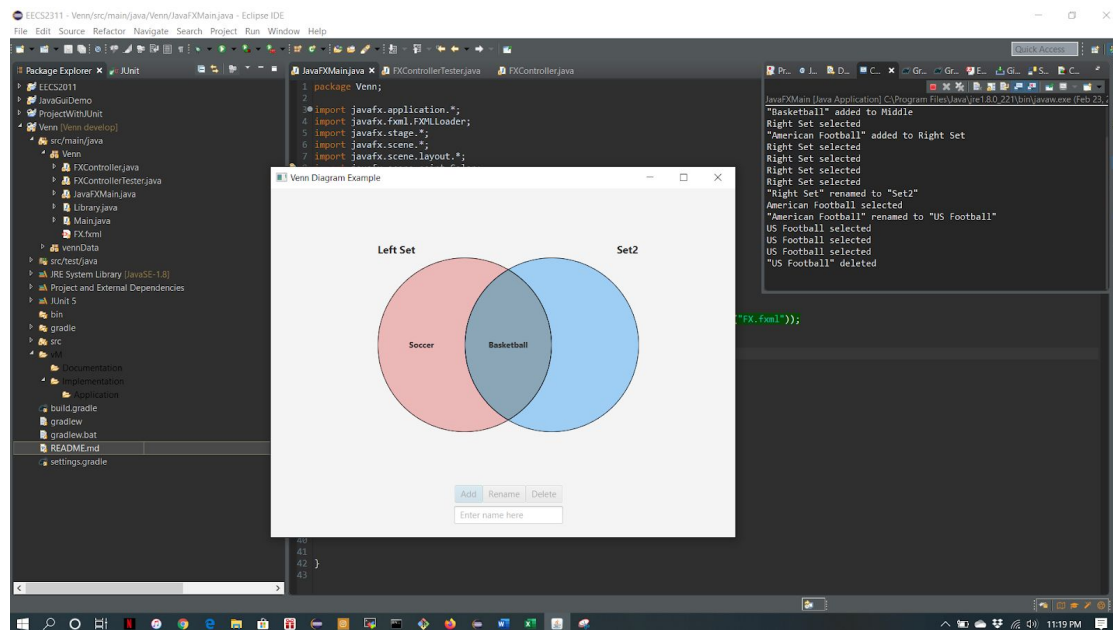 EECS2311 - Venn/src/main/java/Venn/JavaFXMain.java - Eclipse IDE
File Edit Source Refactor Navigate Search Project Run Window Help
Quick Access
Package Explorer JUnit
EECS2011
JavaGuiDemo
ProjectWithJUnit
Venn [Venn develop]
src/main/java
Venn
FXController.java
FXControllerTester.java
JavaFXMain.java
Library.java
Main.java
FX.fxml
vennData
src/test/java
JRE System Library [JavaSE-1.8]
Project and External Dependencies
JUnit 5
bin
gradle
src
vM
Documentation
Implementation
Application
build.gradle
gradlew
gradlew.bat
README.md
settings.gradle
JavaFXMain.java FXControllerTester.java FXController.java
1 package Venn;
2
3 import javafx.application.*;
4 import javafx.fxml.FXMLLoader;
5 import javafx.stage.*;
6 import javafx.scene.*;
7 import javafx.scene.layout.*;
("FX.fxml"));
40
41
42 }
43
Pr... J... D... C... Gr... Gr... E... Gi... S... C...
JavaFXMain [Java Application] C:\Program Files\Java\jre1.8.0_221\bin\javaw.exe (Feb 23, 2
"Basketball" added to Middle
Right Set selected
"American Football" added to Right Set
Right Set selected
Right Set selected
Right Set selected
Right Set selected
"Right Set" renamed to "Set2"
American Football selected
"American Football" renamed to "US Football"
US Football selected
US Football selected
US Football selected
"US Football" deleted
Venn Diagram Example
Left Set Set2
Soccer Basketball
Add Rename Delete
Enter name here
11:19 PM